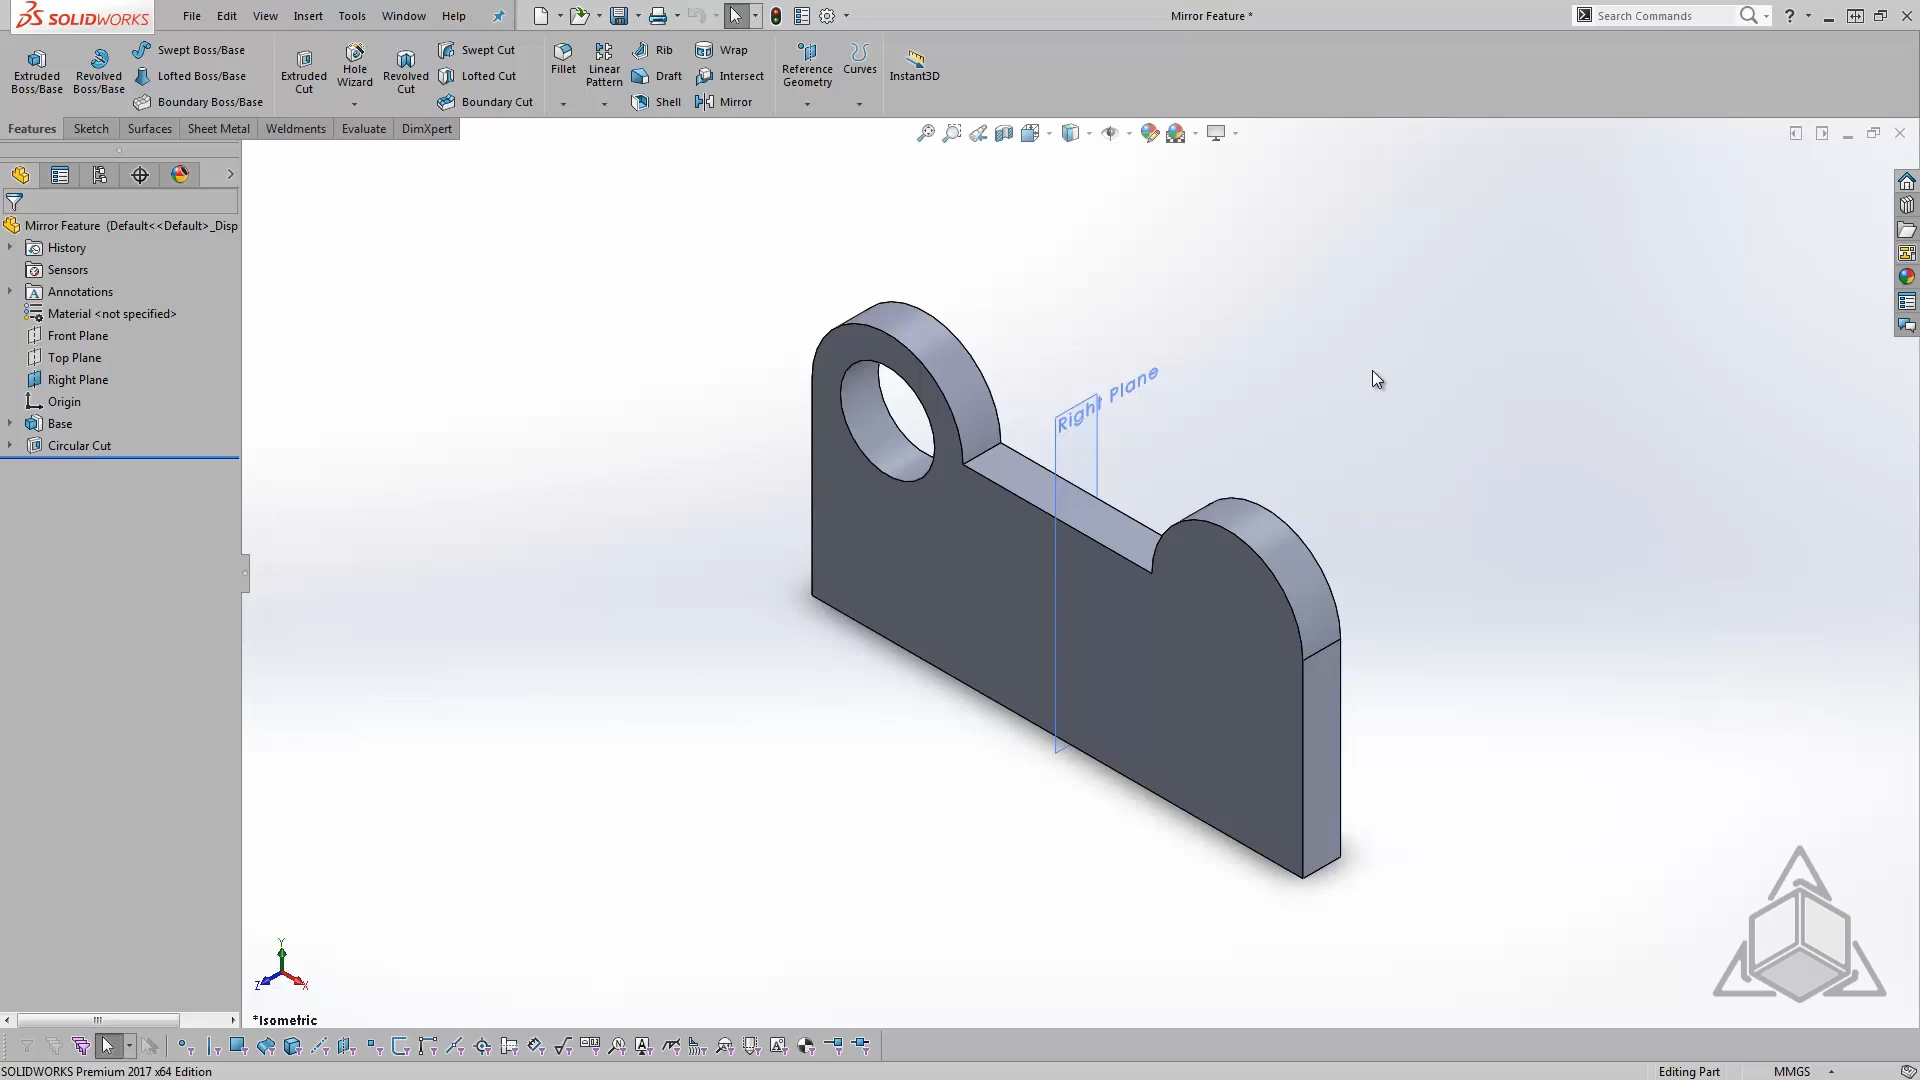 SOLIDWORKS File Edit View Insert Tools Window Help Mirror Feature * Search Commands ?
Extruded Boss/Base
Revolved Boss/Base
Swept Boss/Base
Lofted Boss/Base
Boundary Boss/Base
Extruded Cut
Hole Wizard
Revolved Cut
Swept Cut
Lofted Cut
Boundary Cut
Fillet
Linear Pattern
Rib
Draft
Shell
Wrap
Intersect
Mirror
Reference Geometry
Curves
Instant3D
Features Sketch Surfaces Sheet Metal Weldments Evaluate DimXpert
Mirror Feature (Default<<Default>_Disp
History
Sensors
Annotations
Material <not specified>
Front Plane
Top Plane
Right Plane
Origin
Base
Circular Cut
Right Plane
Y
Z
X
*Isometric
SOLIDWORKS Premium 2017 x64 Edition Editing Part MMGS